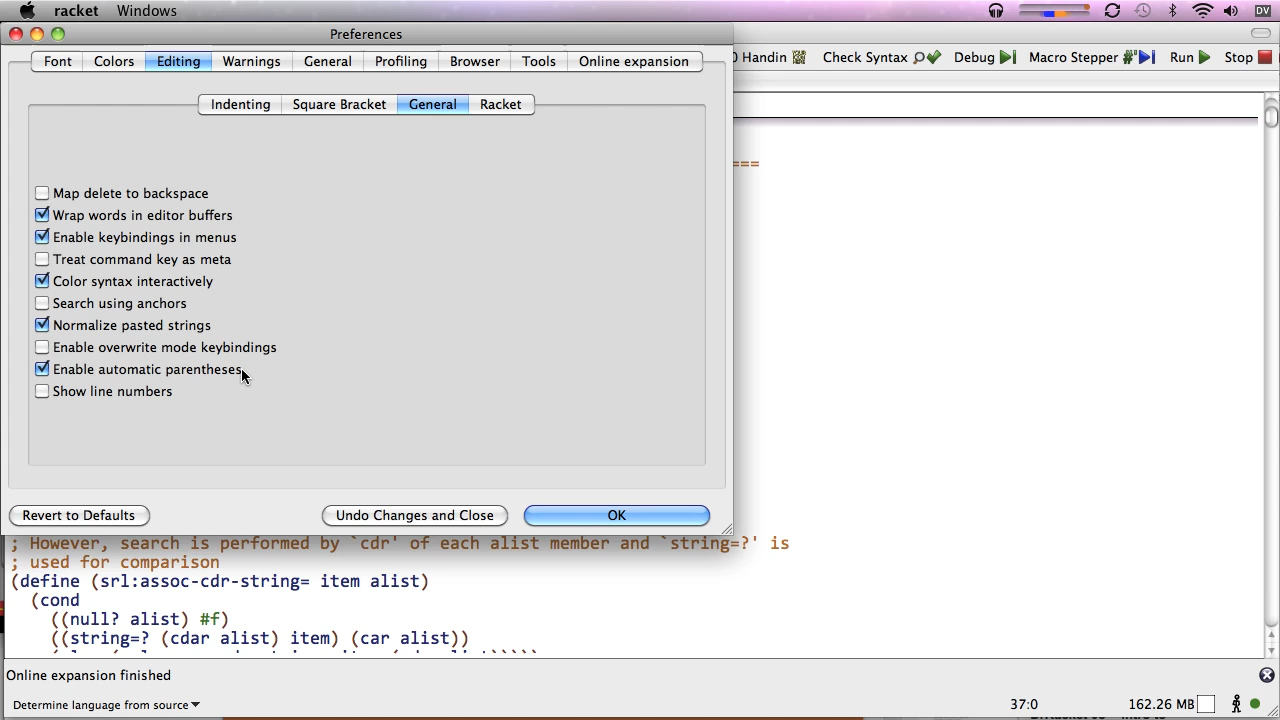 racket Windows
DV
Preferences
Font Colors Editing Warnings General Profiling Browser Tools Online expansion
Handin Check Syntax Debug Macro Stepper Run Stop
Indenting Square Bracket General Racket
===
Map delete to backspace
Wrap words in editor buffers
Enable keybindings in menus
Treat command key as meta
Color syntax interactively
Search using anchors
Normalize pasted strings
Enable overwrite mode keybindings
Enable automatic parentheses
Show line numbers
Revert to Defaults Undo Changes and Close OK
; However, search is performed by `cdr' of each alist member and `string=?' is
; used for comparison
(define (srl:assoc-cdr-string= item alist)
(cond
((null? alist) #f)
((string=? (cdar alist) item) (car alist))
Online expansion finished
Determine language from source 37:0 162.26 MB